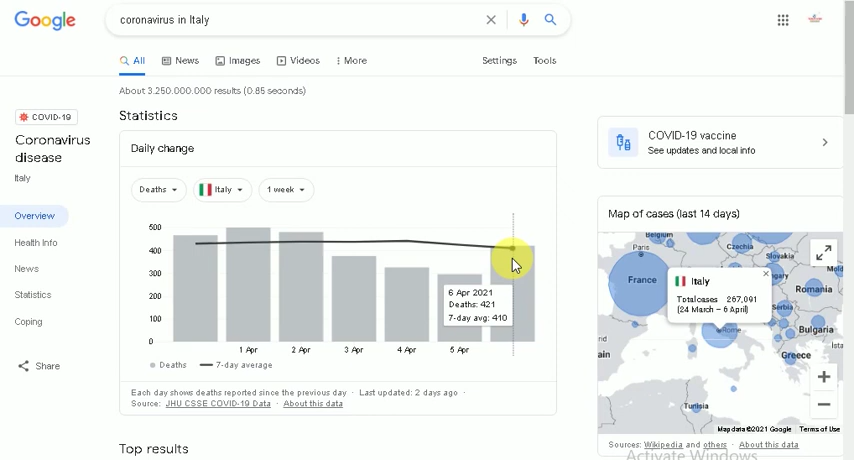 Google
coronavirus in Italy
All
News
Images
Videos
More
Settings
Tools
About 3.250.000.000 results (0.85 seconds)
COVID-19
Coronavirus
disease
Italy
Overview
Health Info
News
Statistics
Coping
Share
Statistics
Daily change
Deaths
Italy
1 week
500
400
300
200
100
0
1 Apr
2 Apr
3 Apr
4 Apr
5 Apr
6 Apr 2021
Deaths: 421
7-day avg: 410
Deaths
7-day average
Each day shows deaths reported since the previous day · Last updated: 2 days ago ·
Source: JHU CSSE COVID-19 Data · About this data
Top results
COVID-19 vaccine
See updates and local info
Map of cases (last 14 days)
Belgium
Paris
Czechia
Slovakia
France
Italy
Total cases 267,091
(24 March – 6 April)
Romania
Serbia
Rome
Bulgaria
Greece
Tunisia
Map data ©2021 Google
Terms of Use
Sources: Wikipedia and others · About this data
Activate Windows